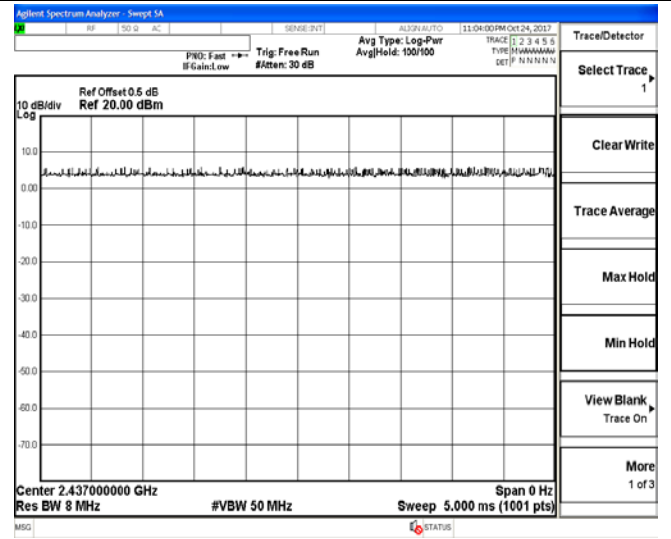 Agilent Spectrum Analyzer - Swept SA
RF 50 Ω AC SENSE:INT ALIGN AUTO 11:04:00 PM Oct 24, 2017
Trace/Detector
PNO: Fast
IFGain:Low
Trig: Free Run
#Atten: 30 dB
Avg Type: Log-Pwr
Avg|Hold: 100/100
TRACE 1 2 3 4 5 6
TYPE
DET P N N N N N
Select Trace
1
Ref Offset 0.5 dB
10 dB/div Ref 20.00 dBm
Log
10.0
0.00
-10.0
-20.0
-30.0
-40.0
-50.0
-60.0
-70.0
Clear Write
Trace Average
Max Hold
Min Hold
View Blank
Trace On
More
1 of 3
Center 2.437000000 GHz Span 0 Hz
Res BW 8 MHz #VBW 50 MHz Sweep 5.000 ms (1001 pts)
MSG STATUS